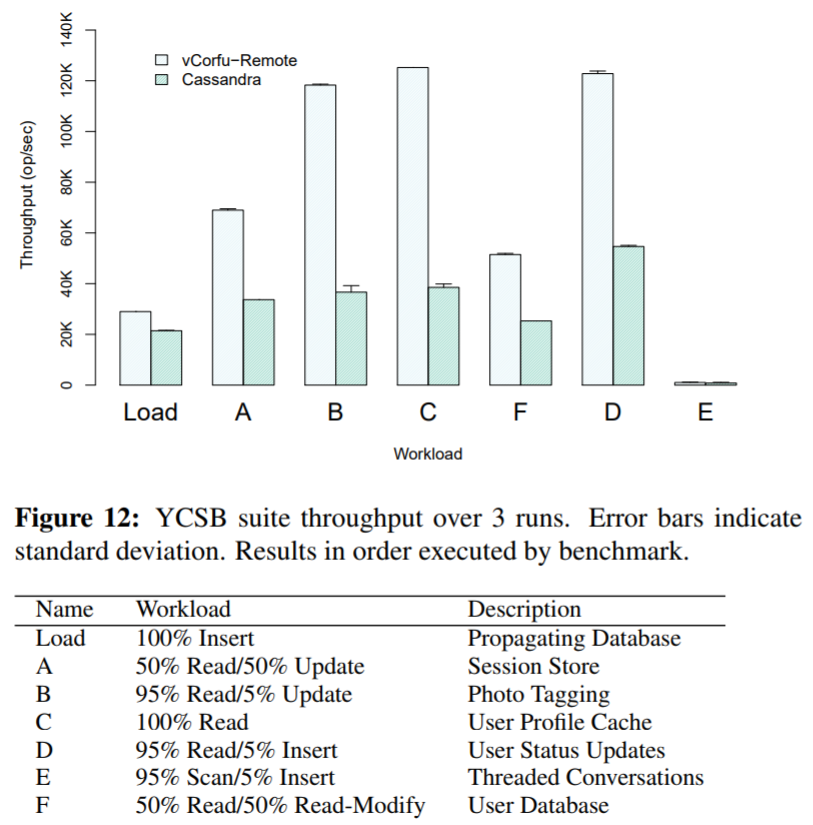 140K
120K
100K
80K
60K
40K
20K
0
Throughput (op/sec)
vCorfu−Remote
Cassandra
Load A B C F D E
Workload
Figure 12: YCSB suite throughput over 3 runs. Error bars indicate
standard deviation. Results in order executed by benchmark.
Name Workload Description
Load 100% Insert Propagating Database
A 50% Read/50% Update Session Store
B 95% Read/5% Update Photo Tagging
C 100% Read User Profile Cache
D 95% Read/5% Insert User Status Updates
E 95% Scan/5% Insert Threaded Conversations
F 50% Read/50% Read-Modify User Database